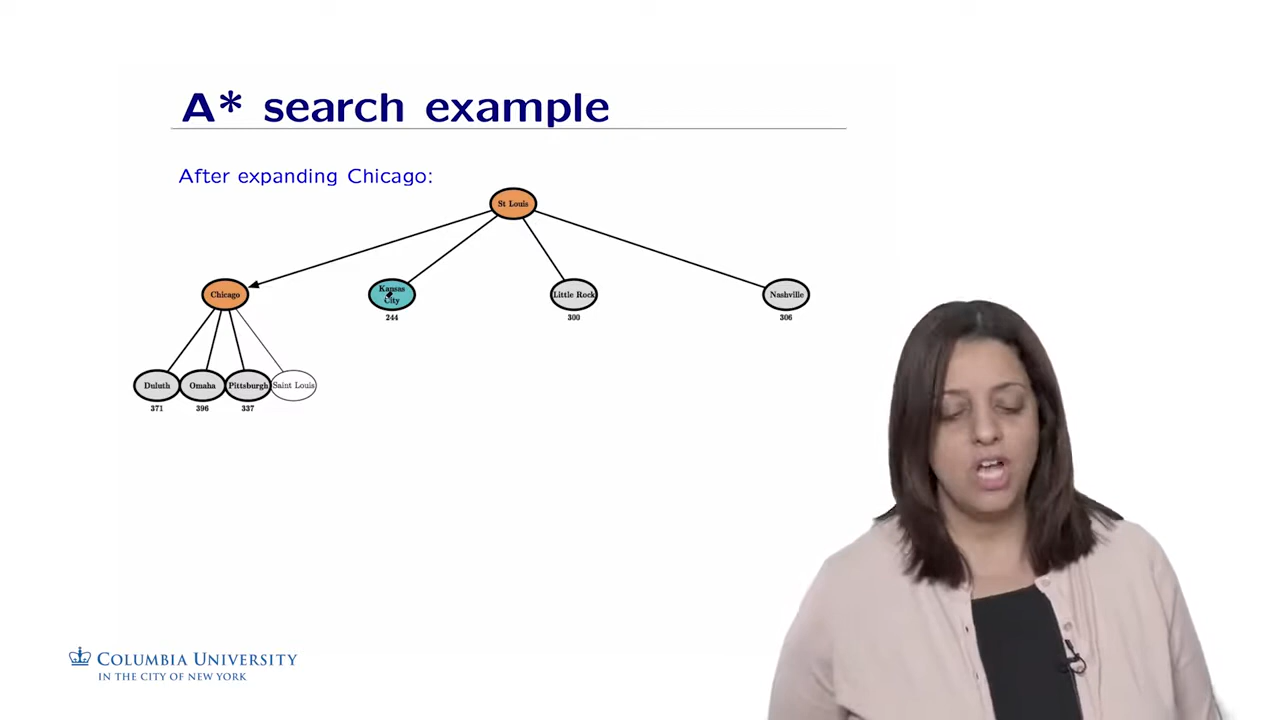 A* search example
After expanding Chicago:
St Louis
Chicago
Kansas
City
Little Rock
Nashville
244
300
306
Duluth
Omaha
Pittsburgh
Saint Louis
371
396
337
COLUMBIA UNIVERSITY
IN THE CITY OF NEW YORK